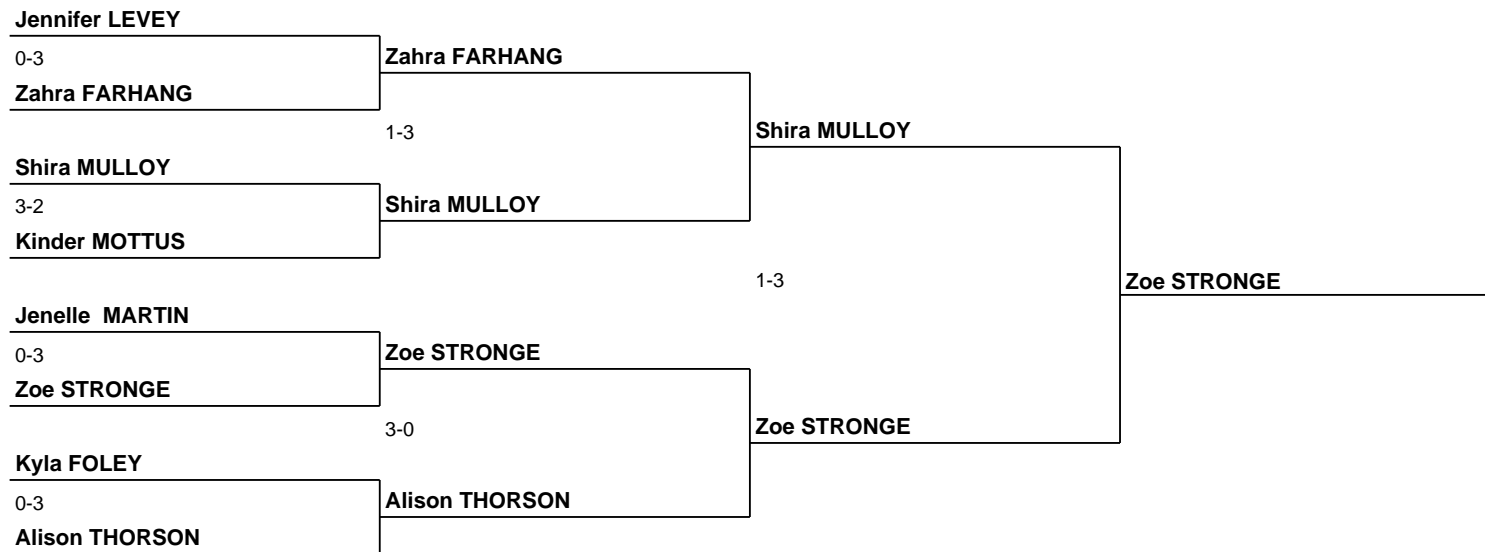 Jennifer LEVEY
0-3
Zahra FARHANG
Zahra FARHANG
1-3
Shira MULLOY
Shira MULLOY
3-2
Shira MULLOY
Kinder MOTTUS
1-3
Zoe STRONGE
Jenelle  MARTIN
0-3
Zoe STRONGE
Zoe STRONGE
3-0
Zoe STRONGE
Kyla FOLEY
0-3
Alison THORSON
Alison THORSON